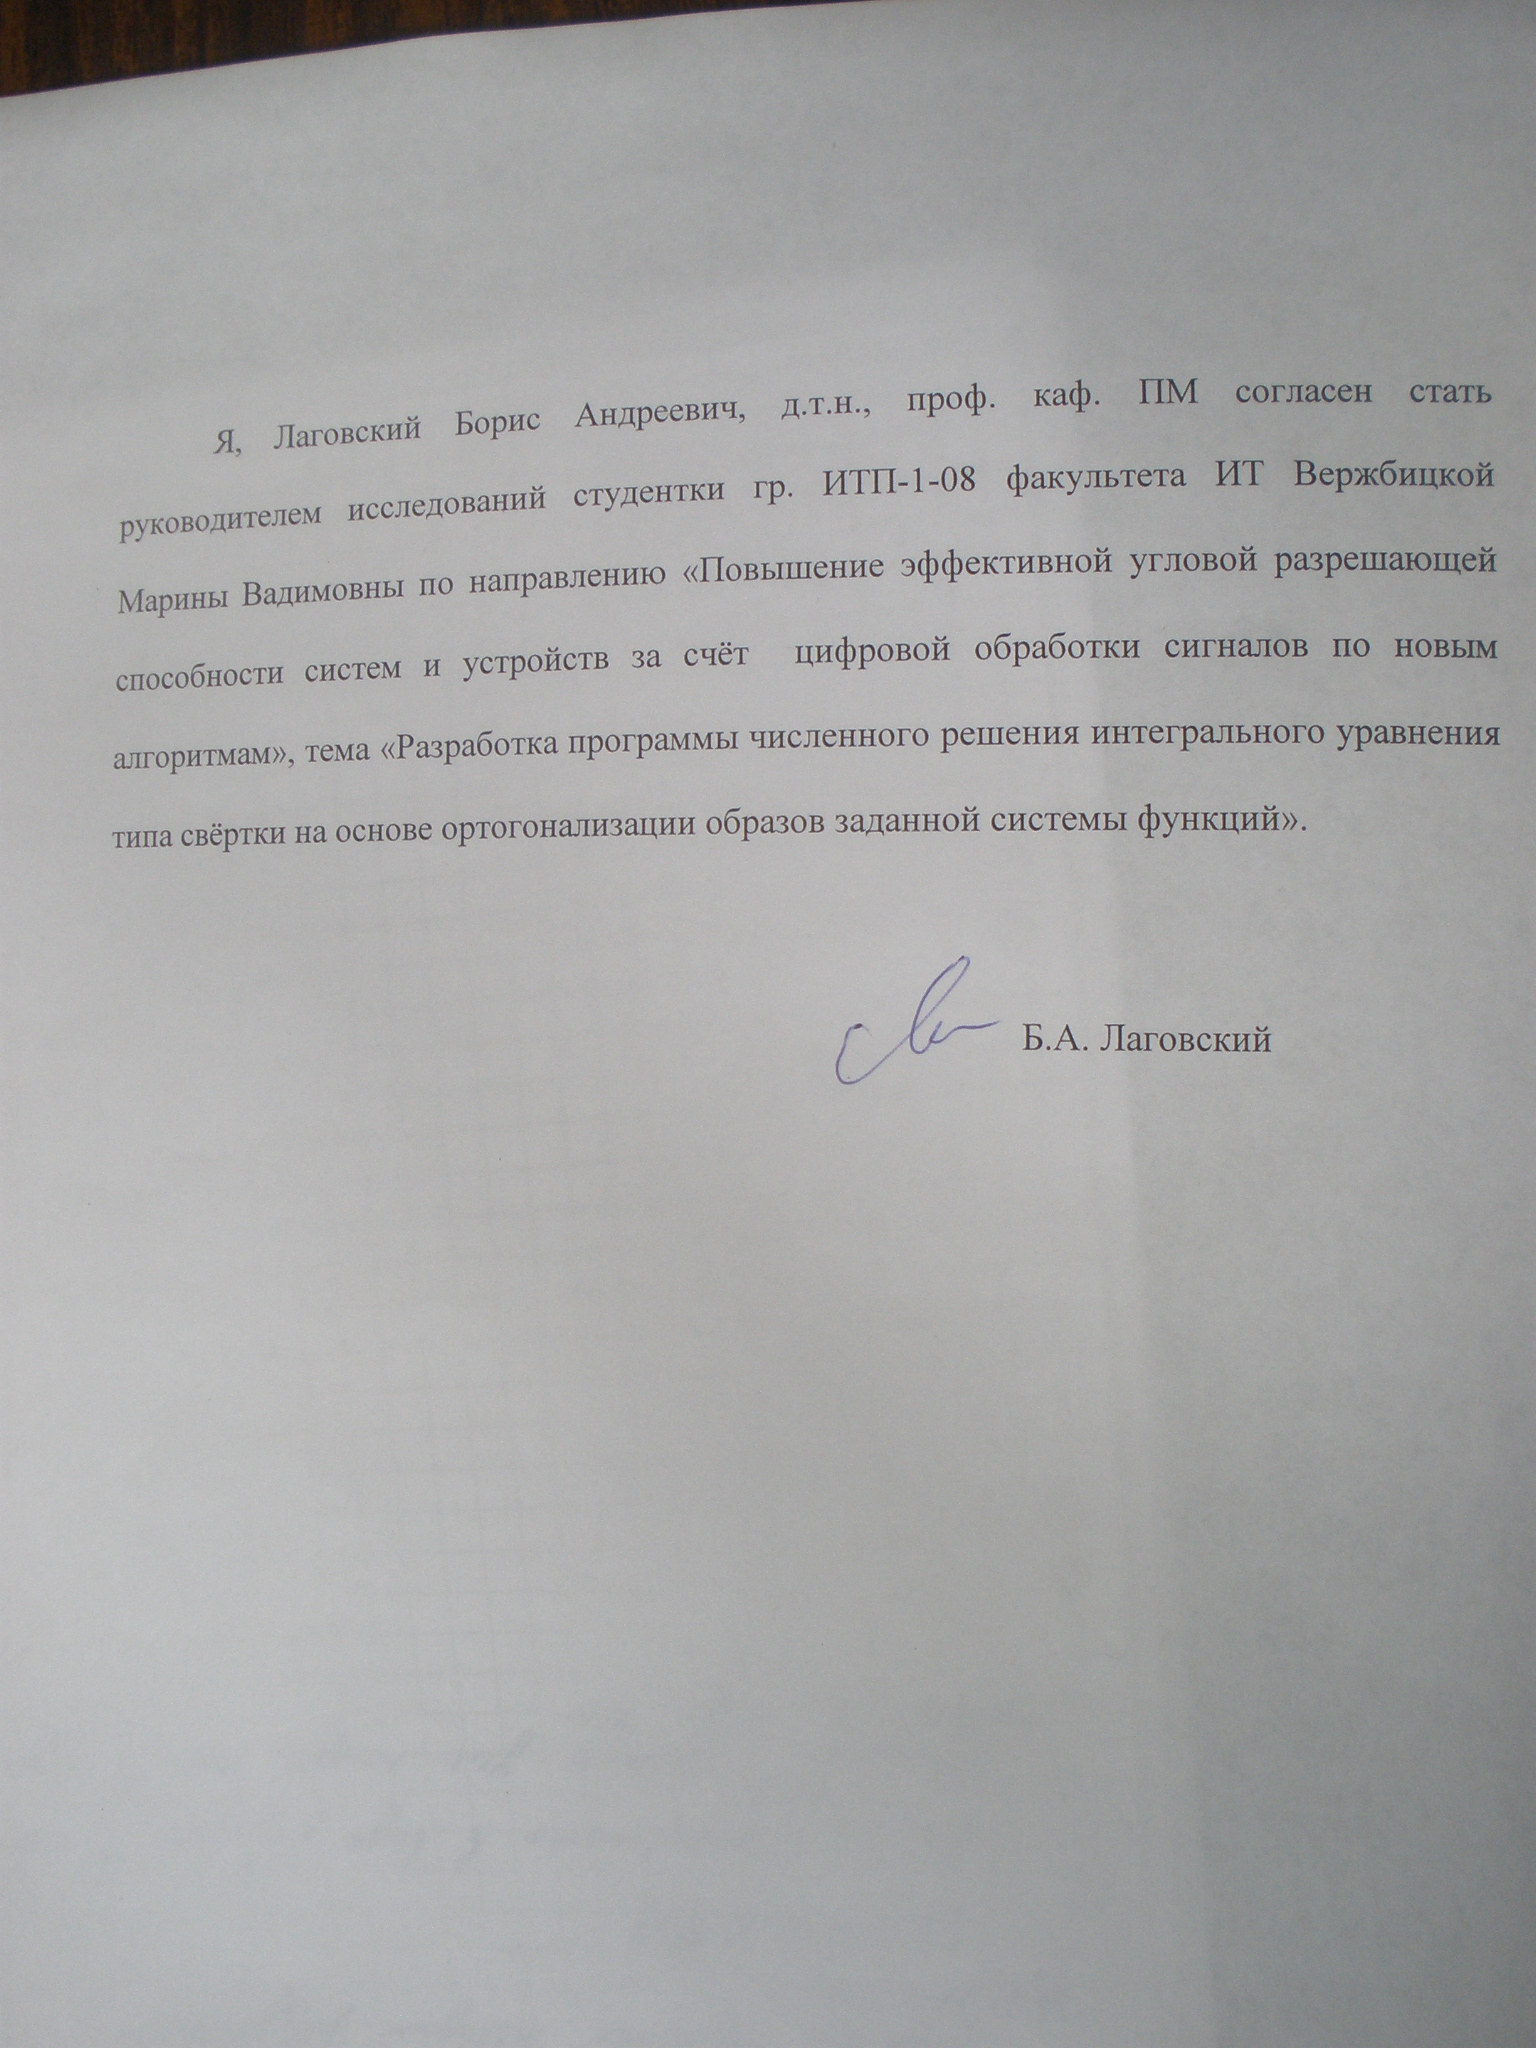 Я, Лаговский Борис Андреевич, д.т.н., проф. каф. ПМ согласен стать
руководителем исследований студентки гр. ИТП-1-08 факультета ИТ Вержбицкой
Марины Вадимовны по направлению «Повышение эффективной угловой разрешающей
способности систем и устройств за счёт цифровой обработки сигналов по новым
алгоритмам», тема «Разработка программы численного решения интегрального уравнения
типа свёртки на основе ортогонализации образов заданной системы функций».
Б.А. Лаговский